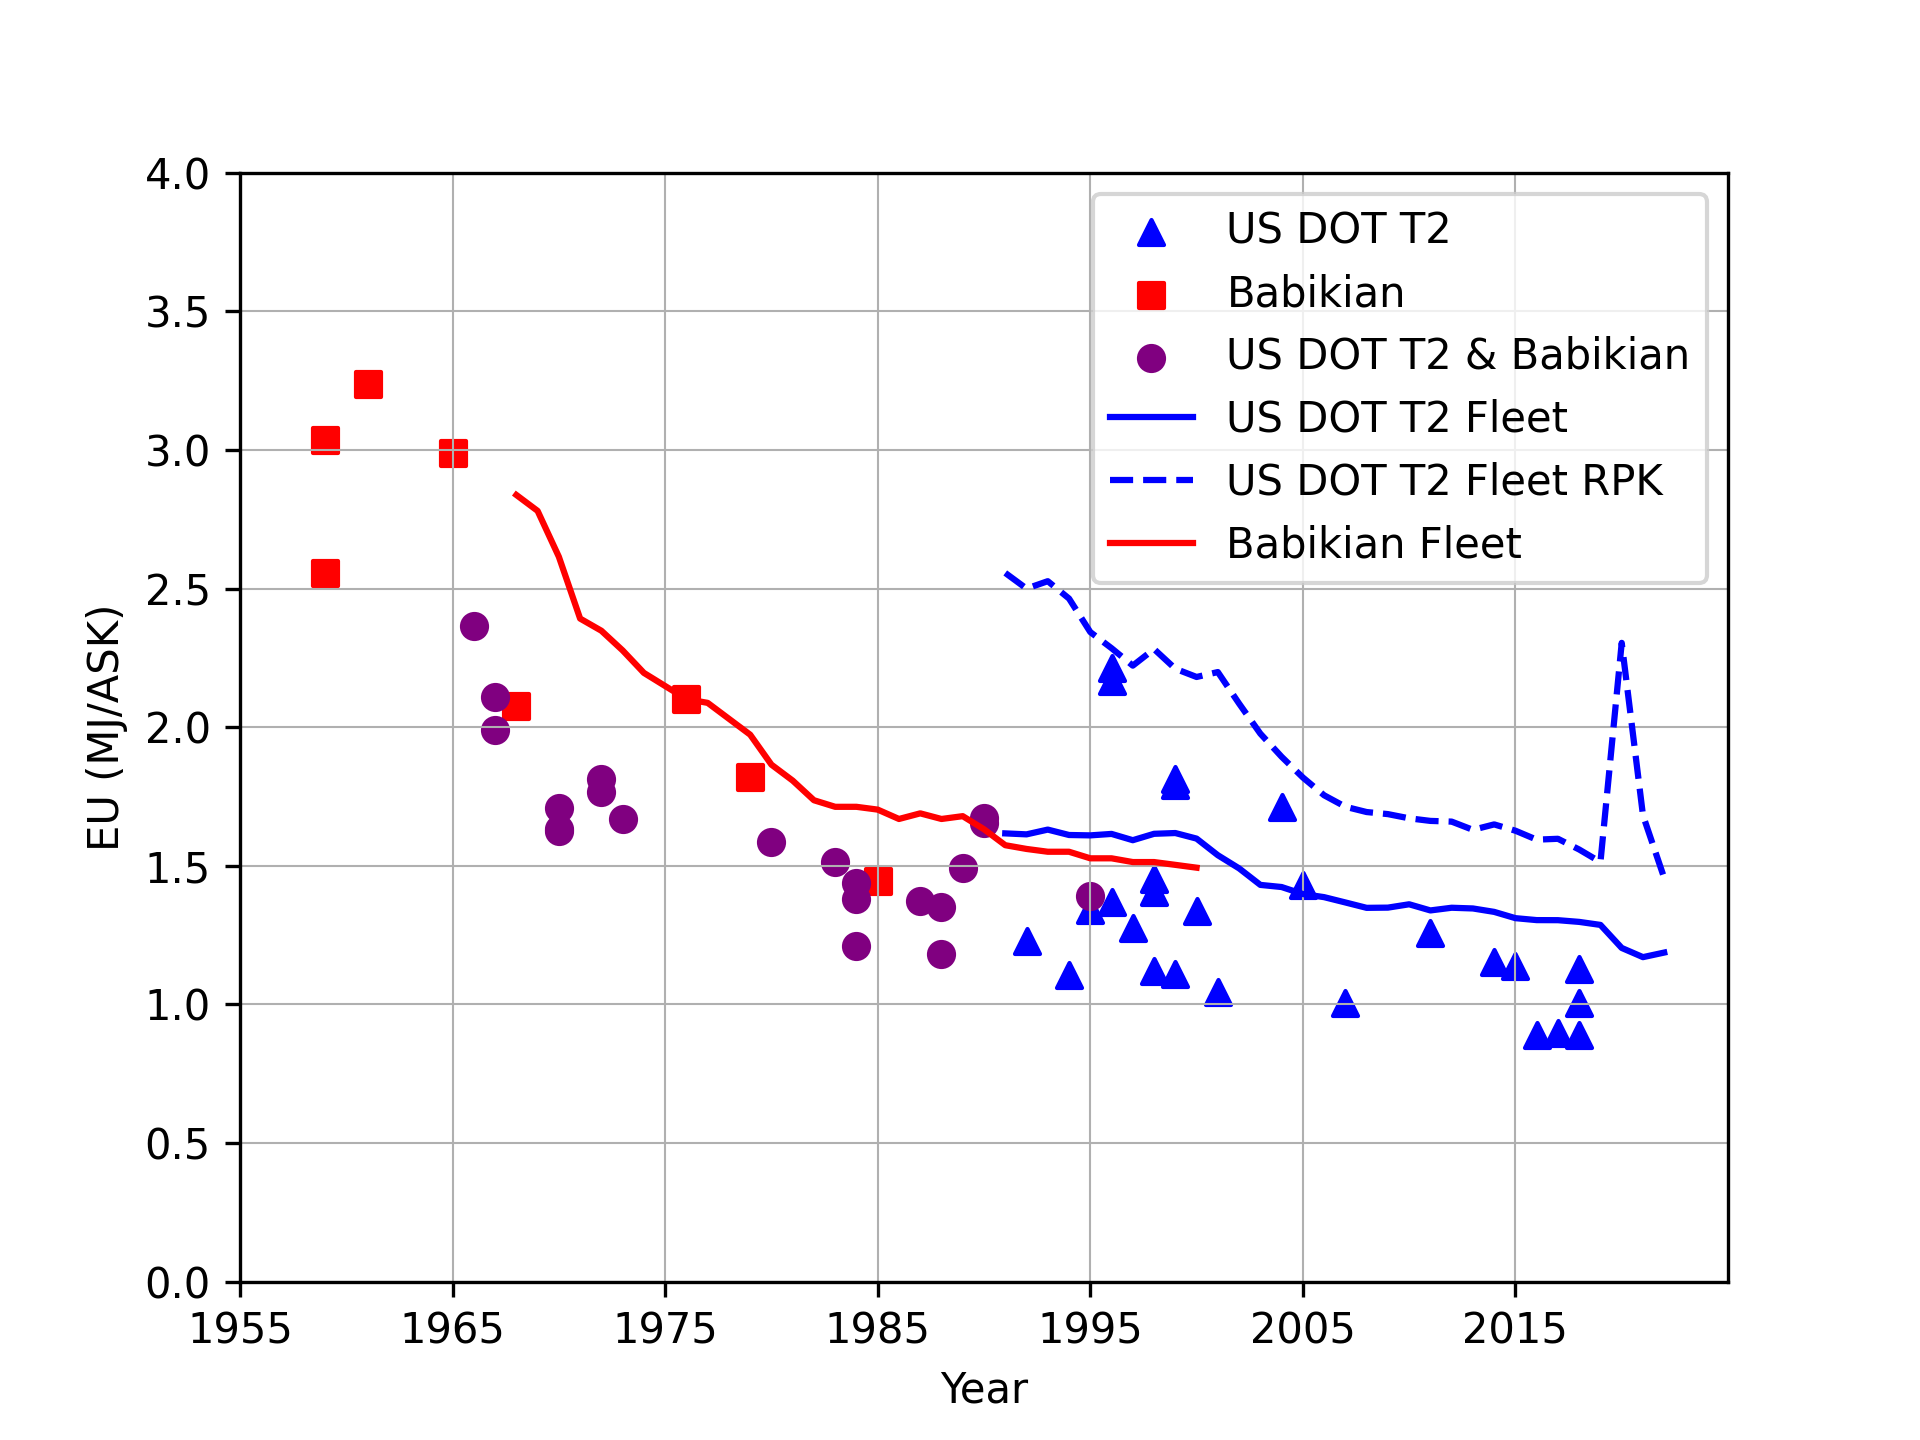 4.0
3.5
3.0
2.5
2.0
1.5
1.0
0.5
0.0
EU (MJ/ASK)
1955 1965 1975 1985 1995 2005 2015
Year
US DOT T2
Babikian
US DOT T2 & Babikian
US DOT T2 Fleet
US DOT T2 Fleet RPK
Babikian Fleet